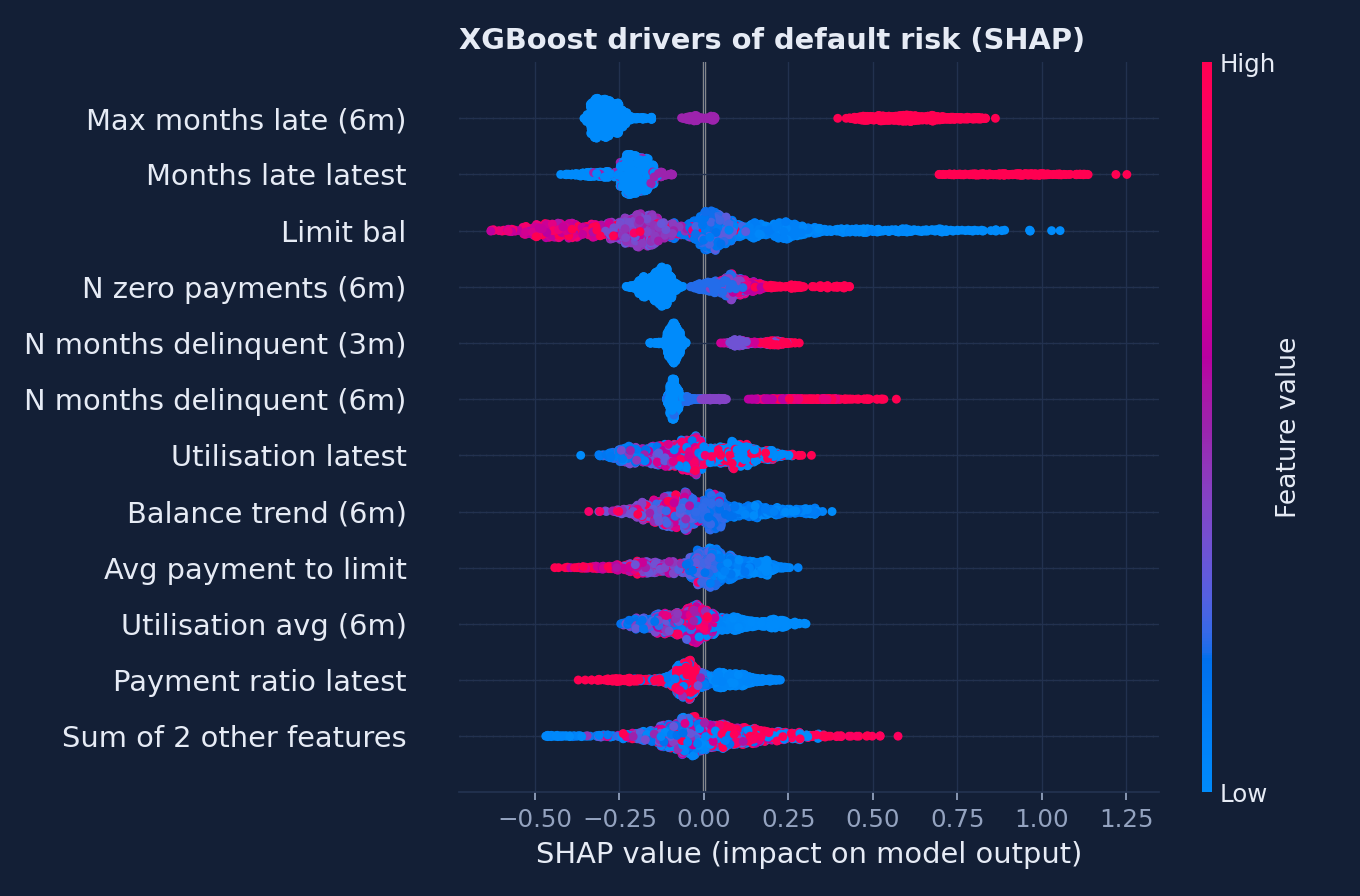 XGBoost drivers of default risk (SHAP)
High
Max months late (6m)
Months late latest
Limit bal
N zero payments (6m)
N months delinquent (3m)
N months delinquent (6m)
Utilisation latest
Balance trend (6m)
Avg payment to limit
Utilisation avg (6m)
Payment ratio latest
Sum of 2 other features
Feature value
Low
−0.50 −0.25 0.00 0.25 0.50 0.75 1.00 1.25
SHAP value (impact on model output)